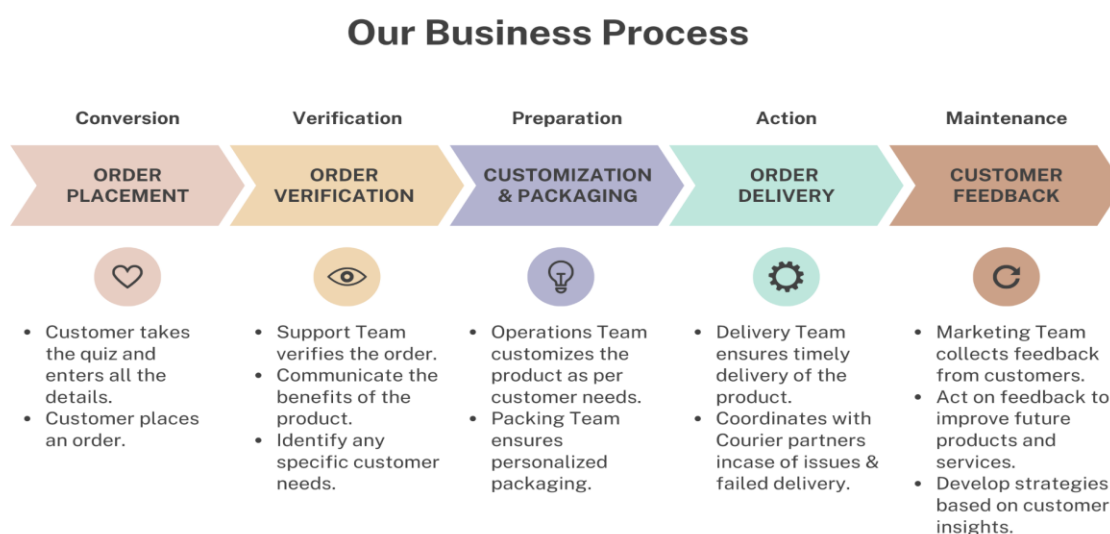 Our Business Process
Conversion
Verification
Preparation
Action
Maintenance
ORDER
PLACEMENT
ORDER
VERIFICATION
CUSTOMIZATION
& PACKAGING
ORDER
DELIVERY
CUSTOMER
FEEDBACK
• Customer takes
the quiz and
enters all the
details.
• Customer places
an order.
• Support Team
verifies the order.
• Communicate the
benefits of the
product.
• Identify any
specific customer
needs.
• Operations Team
customizes the
product as per
customer needs.
• Packing Team
ensures
personalized
packaging.
• Delivery Team
ensures timely
delivery of the
product.
• Coordinates with
Courier partners
incase of issues &
failed delivery.
• Marketing Team
collects feedback
from customers.
• Act on feedback to
improve future
products and
services.
• Develop strategies
based on customer
insights.